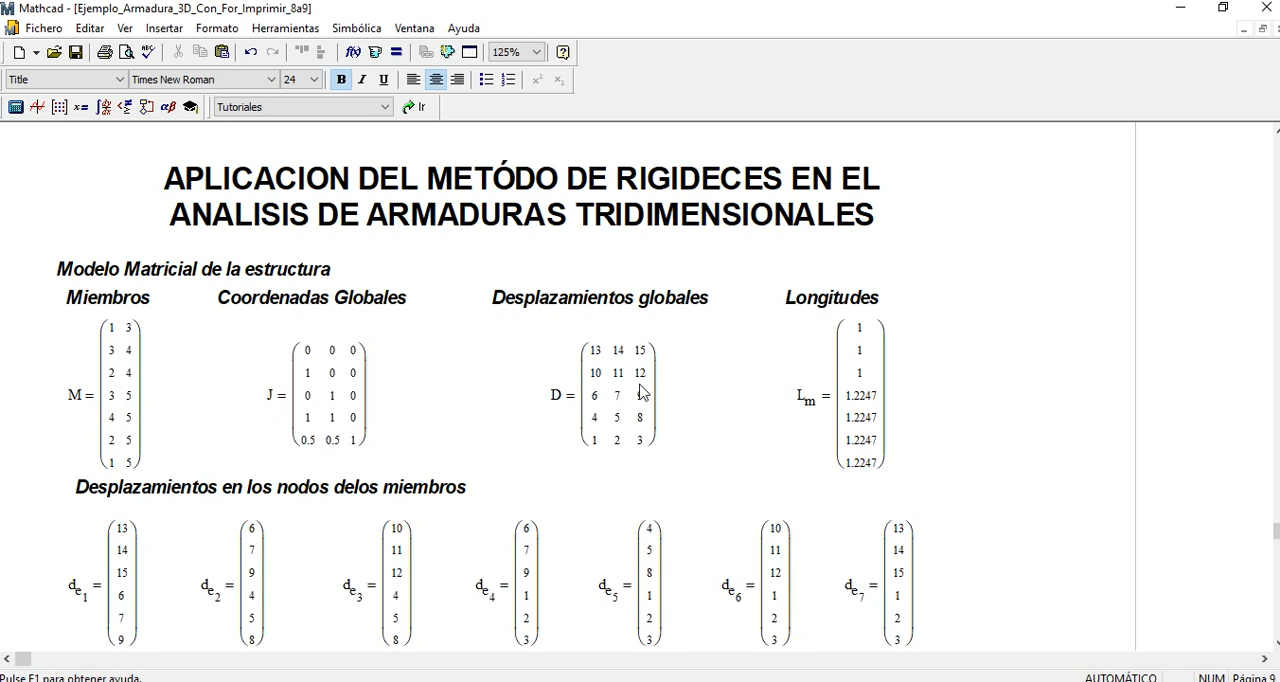 Mathcad - [Ejemplo_Armadura_3D_Con_For_Imprimir_8a9]
Fichero Editar Ver Insertar Formato Herramientas Simbólica Ventana Ayuda
125%
Title Times New Roman 24 B I U
Tutoriales Ir
APLICACION DEL METÓDO DE RIGIDECES EN EL
ANALISIS DE ARMADURAS TRIDIMENSIONALES
Modelo Matricial de la estructura
Miembros Coordenadas Globales Desplazamientos globales Longitudes
1 3 1
3 4 0 0 0 13 14 15 1
2 4 1 0 0 10 11 12 1
M = 3 5 J = 0 1 0 D = 6 7 Lm = 1.2247
4 5 1 1 0 4 5 8 1.2247
2 5 0.5 0.5 1 1 2 3 1.2247
1 5 1.2247
Desplazamientos en los nodos delos miembros
13 6 10 6 4 10 13
14 7 11 7 5 11 14
15 9 12 9 8 12 15
de1 = 6 de2 = 4 de3 = 4 de4 = 1 de5 = 1 de6 = 1 de7 = 1
7 5 5 2 2 2 2
9 8 8 3 3 3 3
Pulse F1 para obtener ayuda. AUTOMÁTICO NUM Página 9